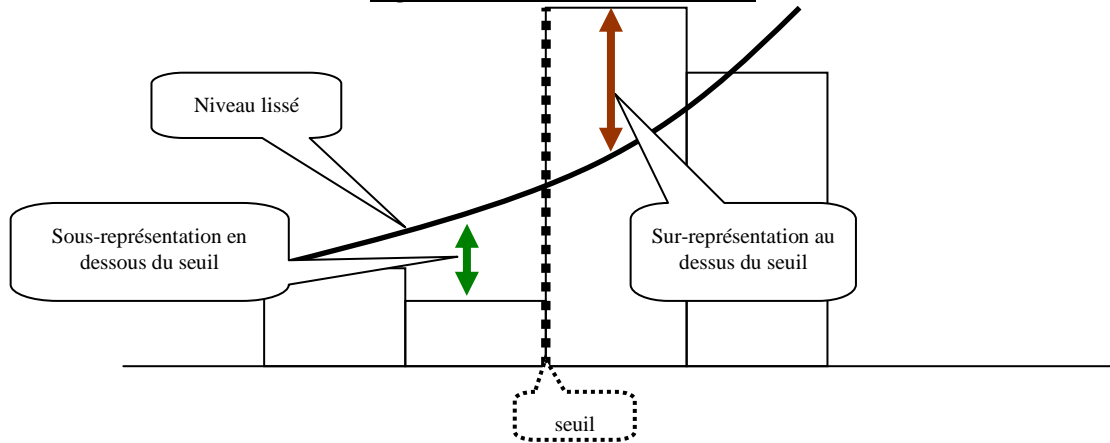 Niveau lissé
Sous-représentation en
dessous du seuil
Sur-représentation au
dessus du seuil
seuil